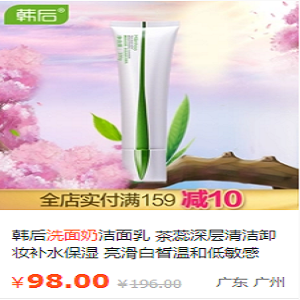 韩后®
全店实付满159 减10
韩后洗面奶洁面乳 茶蕊深层清洁卸
妆补水保湿 亮滑白皙温和低敏感
¥98.00 ¥196.00 广东 广州